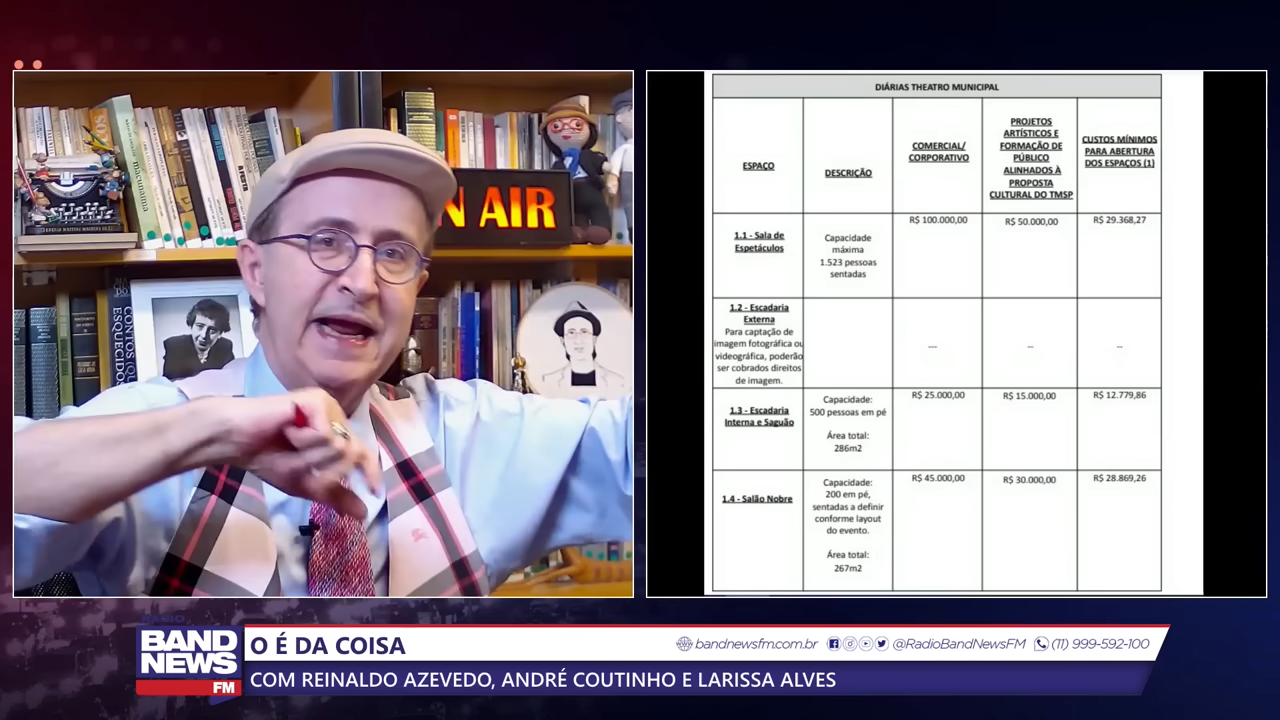 macunaíma
A FESTA
N AIR
CONTOS QUE
ESQUECIDOS
DIÁRIAS THEATRO MUNICIPAL
ESPAÇO
DESCRIÇÃO
COMERCIAL/
CORPORATIVO
PROJETOS
ARTÍSTICOS E
FORMAÇÃO DE
PÚBLICO
ALINHADOS À
PROPOSTA
CULTURAL DO TMSP
CUSTOS MÍNIMOS
PARA ABERTURA
DOS ESPAÇOS (1)
1.1 - Sala de
Espetáculos
Capacidade
máxima
1.523 pessoas
sentadas
R$ 100.000,00
R$ 50.000,00
R$ 29.368,27
1.2 - Escadaria
Externa
Para captação de
imagem fotográfica ou
videográfica, poderão
ser cobrados direitos
de imagem.
---
--
--
1.3 - Escadaria
Interna e Saguão
Capacidade:
500 pessoas em pé
Área total:
286m2
R$ 25.000,00
R$ 15.000,00
R$ 12.779,86
1.4 - Salão Nobre
Capacidade:
200 em pé,
sentadas a definir
conforme layout
do evento.
Área total:
267m2
R$ 45.000,00
R$ 30.000,00
R$ 28.869,26
RÁDIO
BAND
NEWS
FM
O É DA COISA
bandnewsfm.com.br
@RadioBandNewsFM
(11) 999-592-100
COM REINALDO AZEVEDO, ANDRÉ COUTINHO E LARISSA ALVES